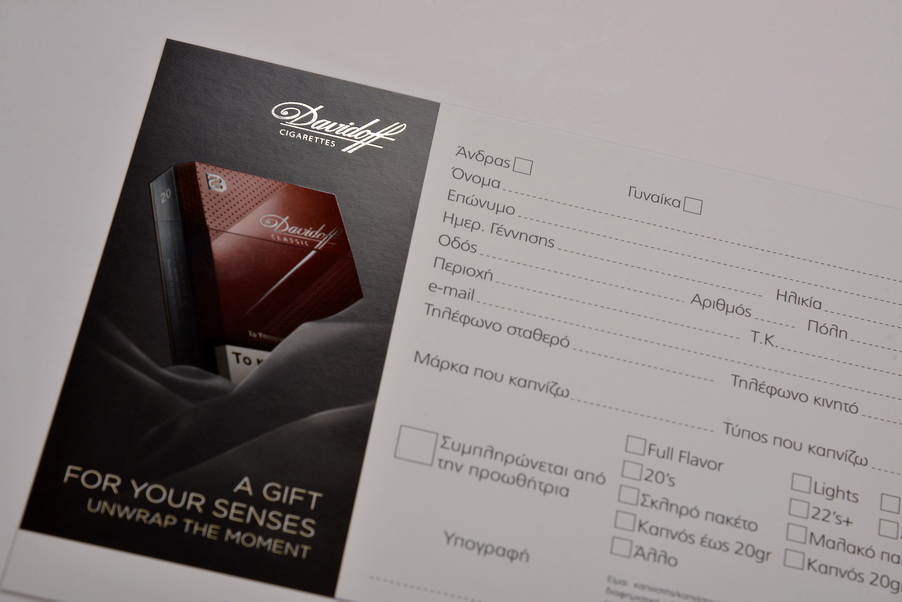 Davidoff
CIGARETTES
20
Davidoff
CLASSIC
Το κ
A GIFT
FOR YOUR SENSES
UNWRAP THE MOMENT
Άνδρας Γυναίκα
Όνομα
Επώνυμο
Ημερ. Γέννησης Ηλικία
Οδός Αριθμός Πόλη
Περιοχή Τ.Κ.
e-mail
Τηλέφωνο σταθερό Τηλέφωνο κινητό
Μάρκα που καπνίζω Τύπος που καπνίζω
Συμπληρώνεται από
την προωθήτρια
Υπογραφή
Full Flavor Lights
20's 22's+
Σκληρό πακέτο Μαλακό πα
Καπνός έως 20gr Καπνός 20g
Άλλο